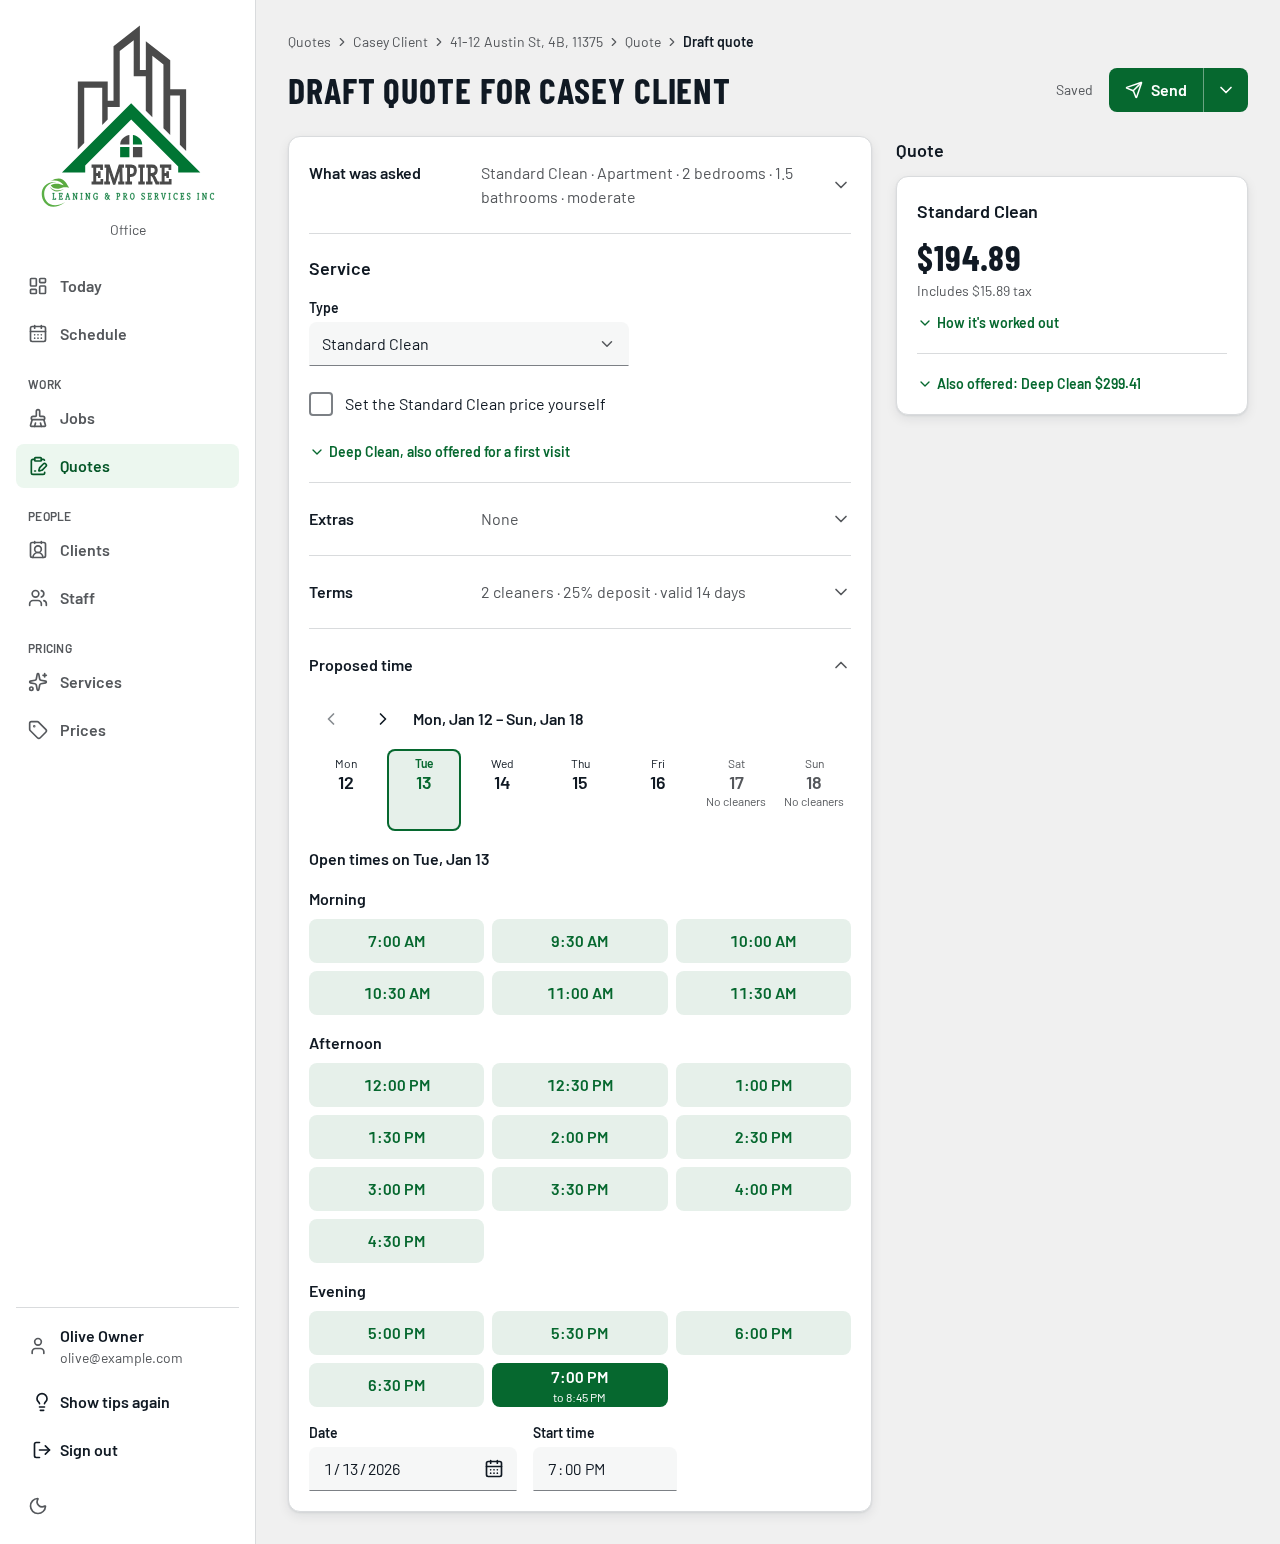 EMPIRE
CLEANING & PRO SERVICES INC
Office
Today
Schedule
WORK
Jobs
Quotes
PEOPLE
Clients
Staff
PRICING
Services
Prices
Olive Owner
olive@example.com
Show tips again
Sign out
Quotes > Casey Client > 41-12 Austin St, 4B, 11375 > Quote > Draft quote
DRAFT QUOTE FOR CASEY CLIENT
Saved
Send
What was asked
Standard Clean · Apartment · 2 bedrooms · 1.5
bathrooms · moderate
Service
Type
Standard Clean
Set the Standard Clean price yourself
Deep Clean, also offered for a first visit
Extras
None
Terms
2 cleaners · 25% deposit · valid 14 days
Proposed time
Mon, Jan 12 – Sun, Jan 18
Mon
12
Tue
13
Wed
14
Thu
15
Fri
16
Sat
17
No cleaners
Sun
18
No cleaners
Open times on Tue, Jan 13
Morning
7:00 AM
9:30 AM
10:00 AM
10:30 AM
11:00 AM
11:30 AM
Afternoon
12:00 PM
12:30 PM
1:00 PM
1:30 PM
2:00 PM
2:30 PM
3:00 PM
3:30 PM
4:00 PM
4:30 PM
Evening
5:00 PM
5:30 PM
6:00 PM
6:30 PM
7:00 PM
to 8:45 PM
Date
1/13/2026
Start time
7:00 PM
Quote
Standard Clean
$194.89
Includes $15.89 tax
How it's worked out
Also offered: Deep Clean $299.41